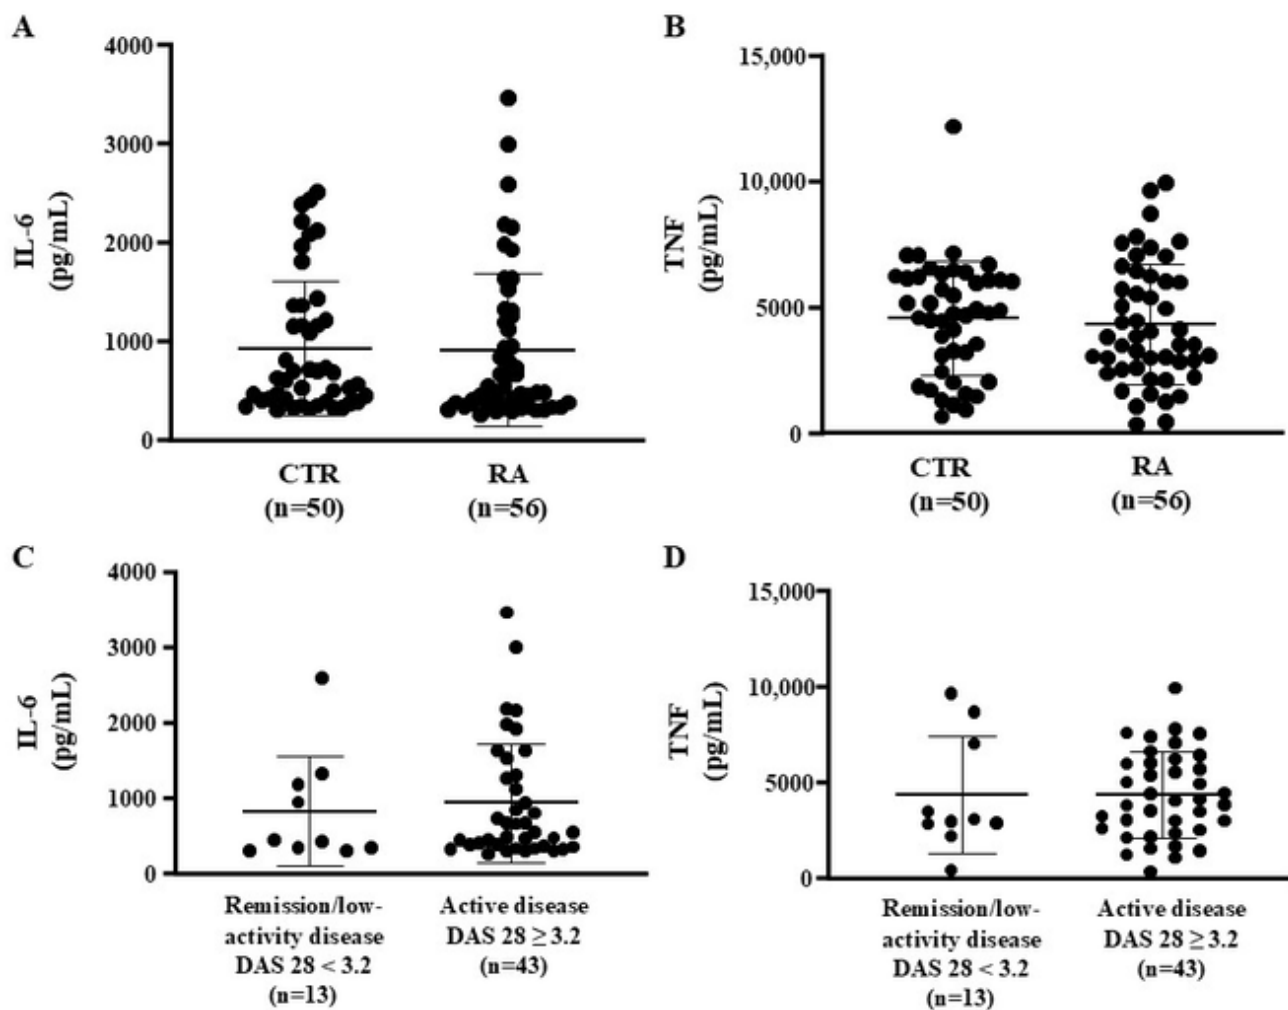 A
4000
3000
2000
1000
0
IL-6
(pg/mL)
CTR
(n=50)
RA
(n=56)
B
15,000
10,000
5000
0
TNF
(pg/mL)
CTR
(n=50)
RA
(n=56)
C
4000
3000
2000
1000
0
IL-6
(pg/mL)
Remission/low-
activity disease
DAS 28 < 3.2
(n=13)
Active disease
DAS 28 ≥ 3.2
(n=43)
D
15,000
10,000
5000
0
TNF
(pg/mL)
Remission/low-
activity disease
DAS 28 < 3.2
(n=13)
Active disease
DAS 28 ≥ 3.2
(n=43)